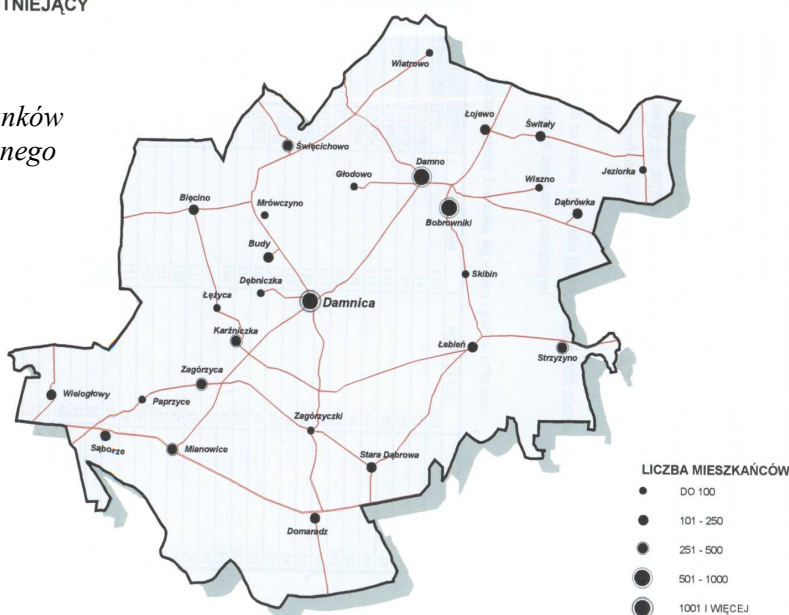 TNIEJĄCY
nków
nego
Wiatrowo
Łojewo
Świtały
Święcichowo
Damno
Głodowo
Wiszno
Jeziorka
Bięcino
Mrówczyno
Dąbrówka
Bobrowniki
Budy
Skibin
Dębniczka
Damnica
Łężyca
Karżniczka
Łebień
Strzyżyno
Zagórzyca
Wielogłowy
Paprzyce
Zagórzyczki
Sąborze
Mianowice
Stara Dąbrowa
Domaradz
LICZBA MIESZKAŃCÓW
DO 100
101 - 250
251 - 500
501 - 1000
1001 I WIĘCEJ